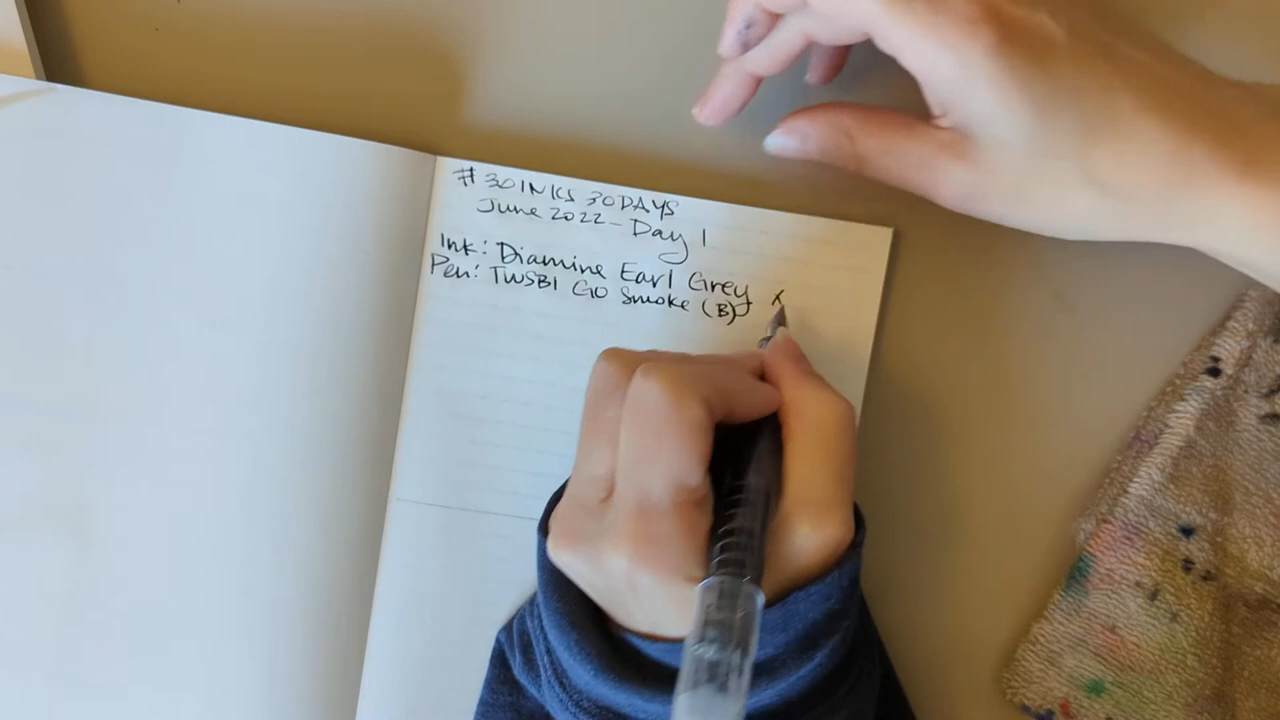 #30INKS 30DAYS
June 2022 - Day 1
Ink: Diamine Earl Grey
Pen: TWSBI GO Smoke (B) x